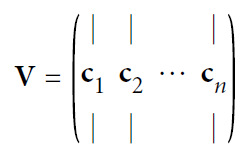 V = ( c₁ c₂ ⋯ cₙ )